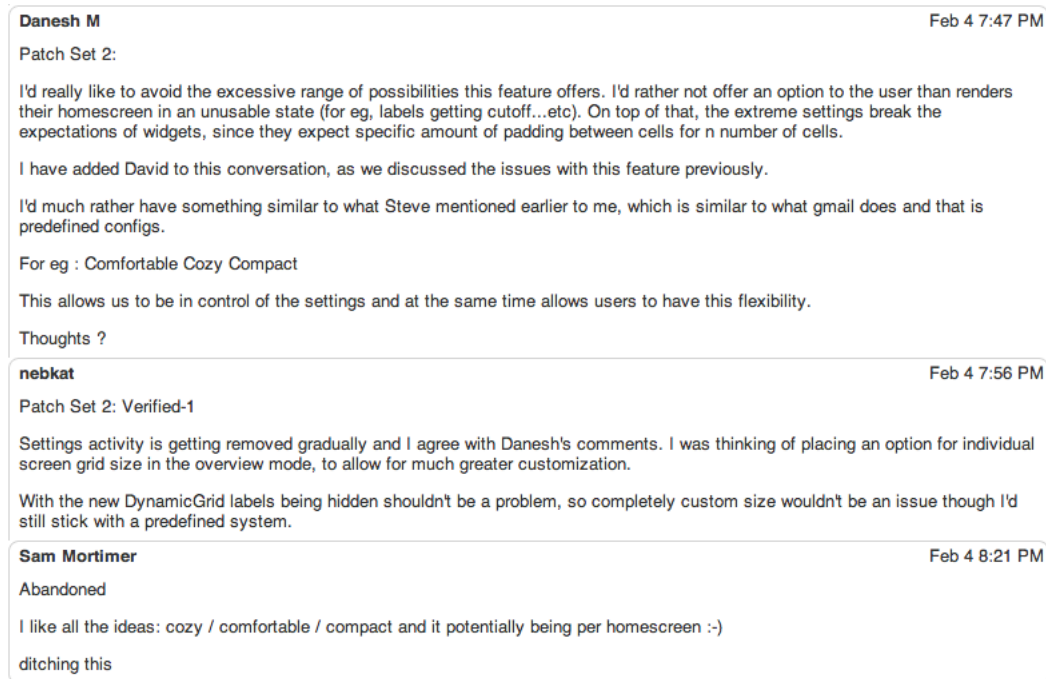 Danesh M Feb 4 7:47 PM
Patch Set 2:
I'd really like to avoid the excessive range of possibilities this feature offers. I'd rather not offer an option to the user than renders
their homescreen in an unusable state (for eg, labels getting cutoff...etc). On top of that, the extreme settings break the
expectations of widgets, since they expect specific amount of padding between cells for n number of cells.
I have added David to this conversation, as we discussed the issues with this feature previously.
I'd much rather have something similar to what Steve mentioned earlier to me, which is similar to what gmail does and that is
predefined configs.
For eg : Comfortable Cozy Compact
This allows us to be in control of the settings and at the same time allows users to have this flexibility.
Thoughts ?
nebkat Feb 4 7:56 PM
Patch Set 2: Verified-1
Settings activity is getting removed gradually and I agree with Danesh's comments. I was thinking of placing an option for individual
screen grid size in the overview mode, to allow for much greater customization.
With the new DynamicGrid labels being hidden shouldn't be a problem, so completely custom size wouldn't be an issue though I'd
still stick with a predefined system.
Sam Mortimer Feb 4 8:21 PM
Abandoned
I like all the ideas: cozy / comfortable / compact and it potentially being per homescreen :-)
ditching this